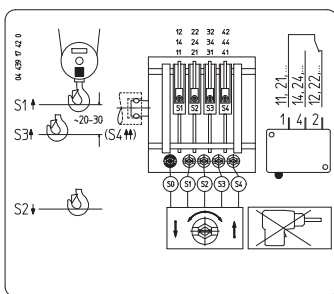 04 439 17 42 0
12 22 32 42
14 24 34 44
11 21 31 41
S1
~20-30
S3
(S4)
S2
S1 S2 S3 S4
S0 S1 S2 S3 S4
11, 21,...
14, 24,...
12, 22,...
1 4 2